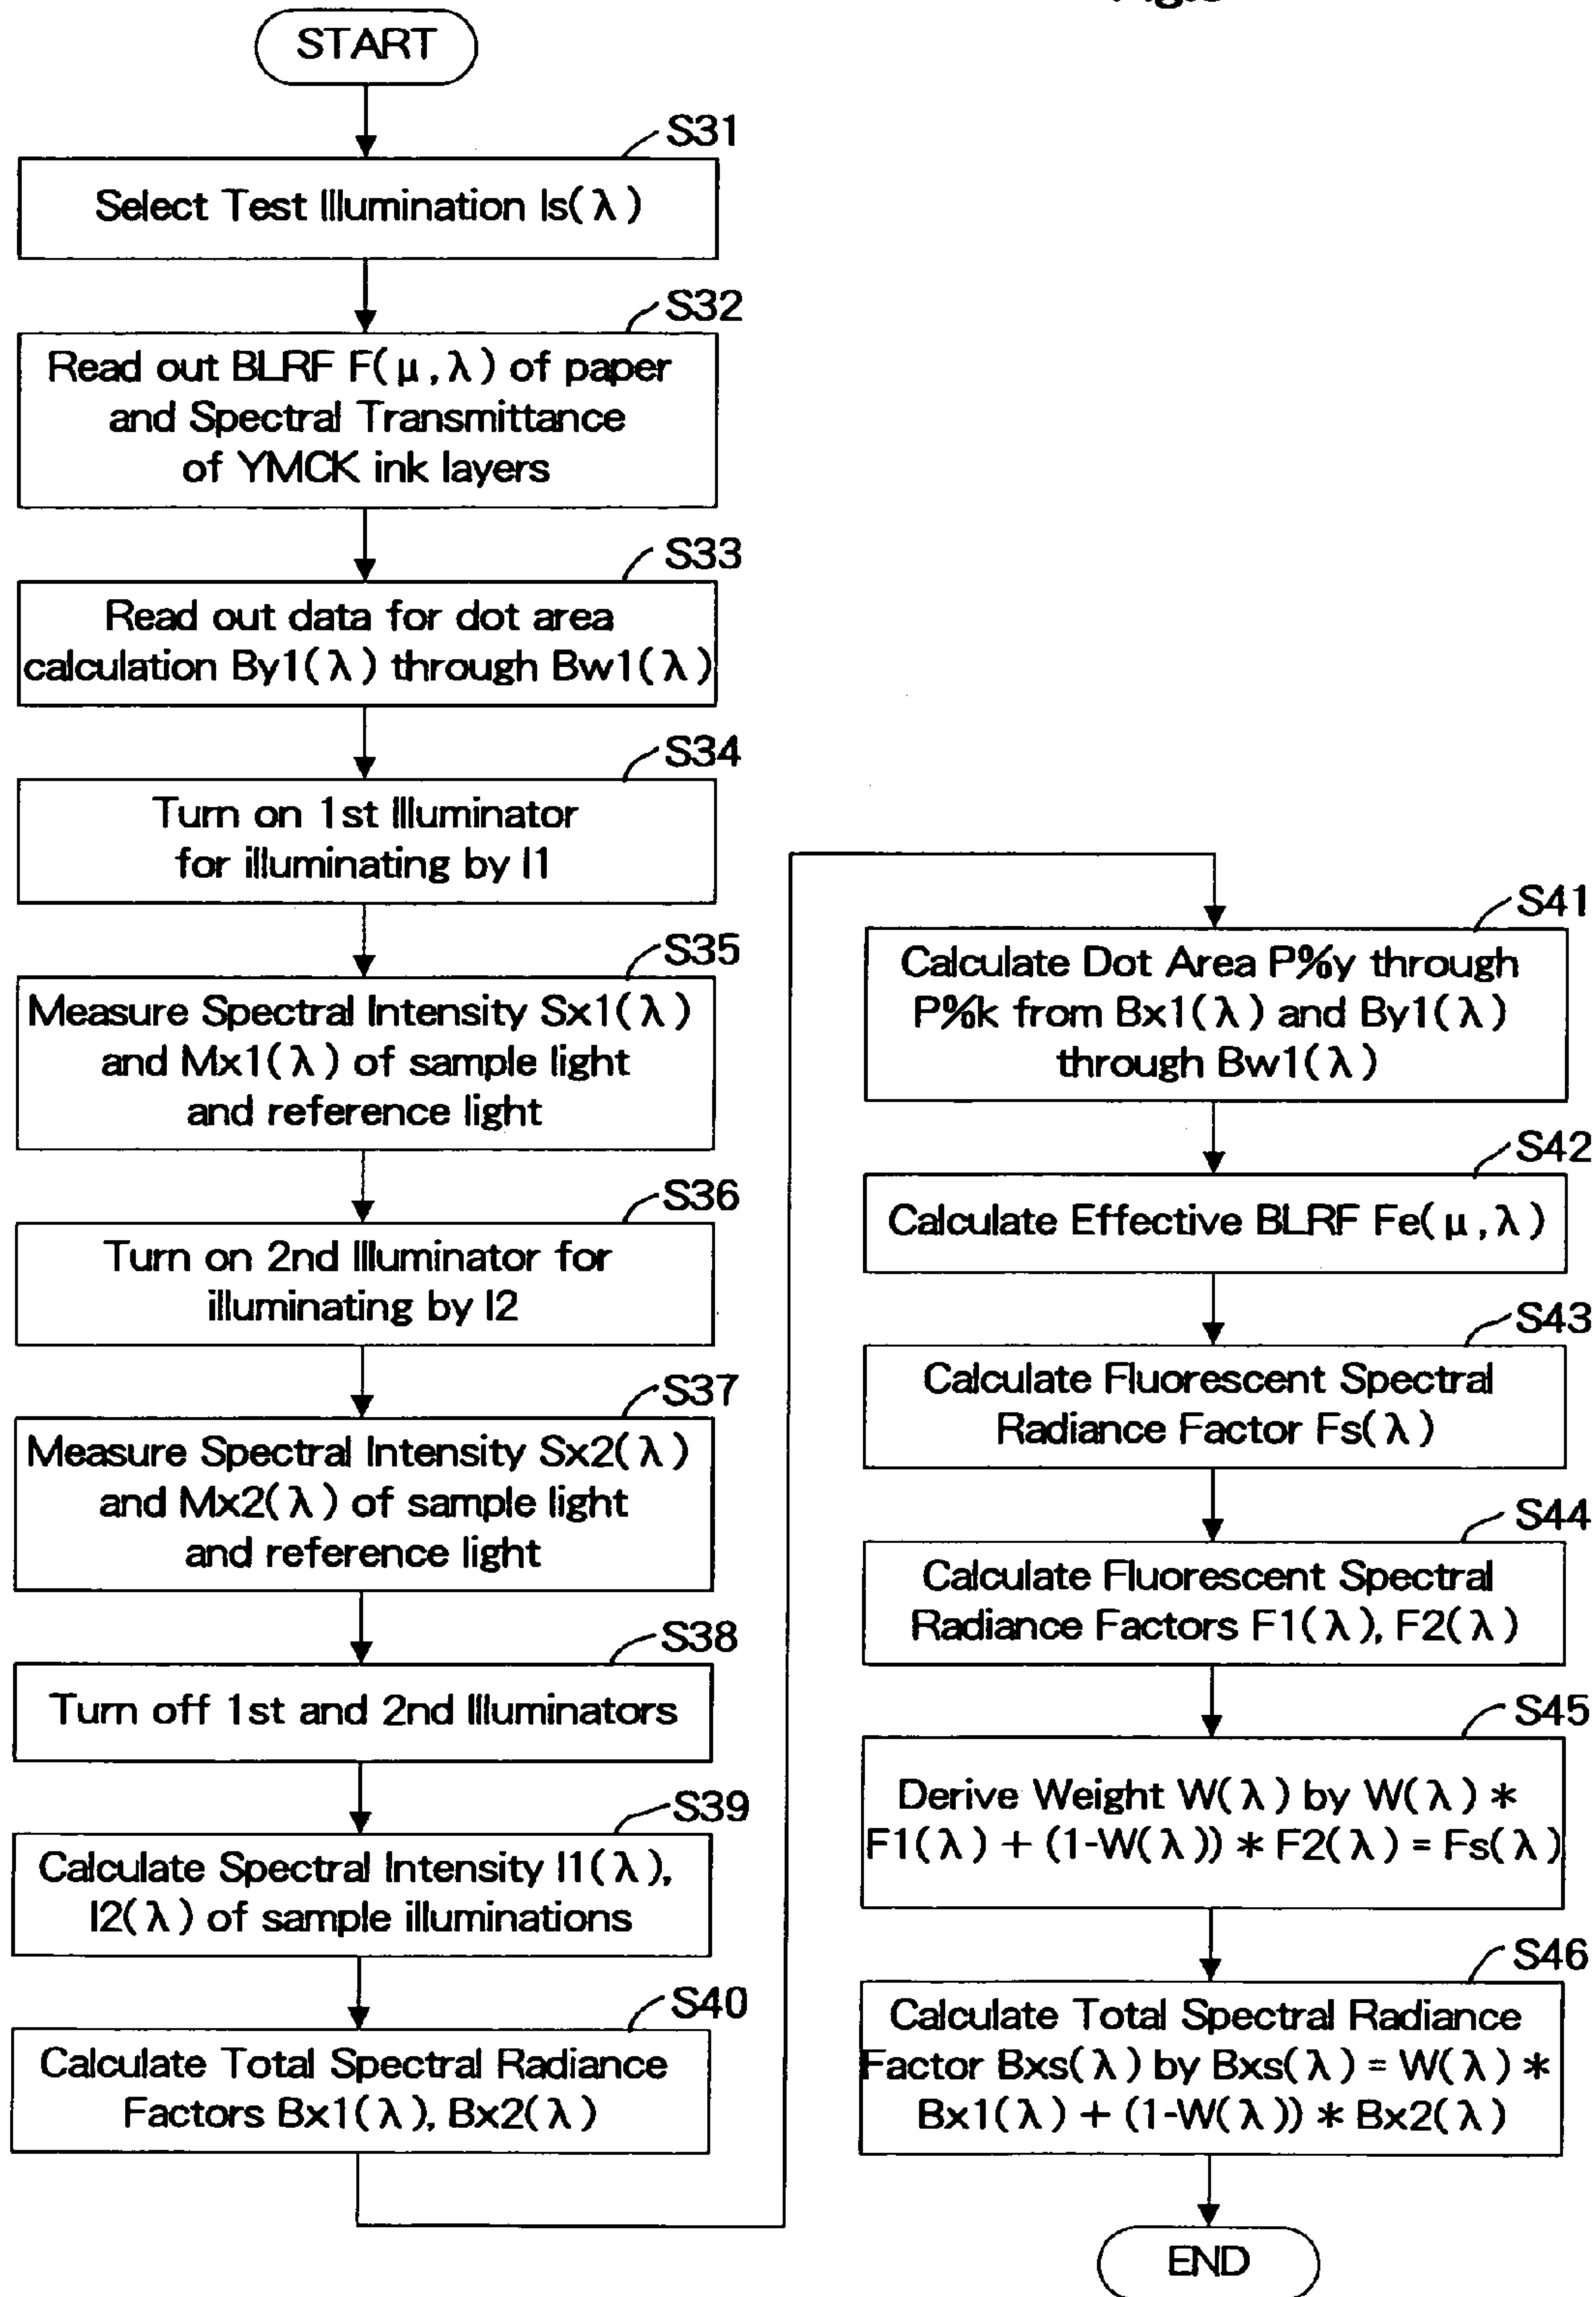 START
S31
Select Test Illumination Is(λ)
S32
Read out BLRF F(μ,λ) of paper
and Spectral Transmittance
of YMCK ink layers
S33
Read out data for dot area
calculation By1(λ) through Bw1(λ)
S34
Turn on 1st Illuminator
for illuminating by I1
S35
Measure Spectral Intensity Sx1(λ)
and Mx1(λ) of sample light
and reference light
S36
Turn on 2nd Illuminator for
illuminating by I2
S37
Measure Spectral Intensity Sx2(λ)
and Mx2(λ) of sample light
and reference light
S38
Turn off 1st and 2nd Illuminators
S39
Calculate Spectral Intensity I1(λ),
I2(λ) of sample illuminations
S40
Calculate Total Spectral Radiance
Factors Bx1(λ), Bx2(λ)
S41
Calculate Dot Area P%y through
P%k from Bx1(λ) and By1(λ)
through Bw1(λ)
S42
Calculate Effective BLRF Fe(μ,λ)
S43
Calculate Fluorescent Spectral
Radiance Factor Fs(λ)
S44
Calculate Fluorescent Spectral
Radiance Factors F1(λ), F2(λ)
S45
Derive Weight W(λ) by W(λ) *
F1(λ) + (1-W(λ)) * F2(λ) = Fs(λ)
S46
Calculate Total Spectral Radiance
Factor Bxs(λ) by Bxs(λ) = W(λ) *
Bx1(λ) + (1-W(λ)) * Bx2(λ)
END